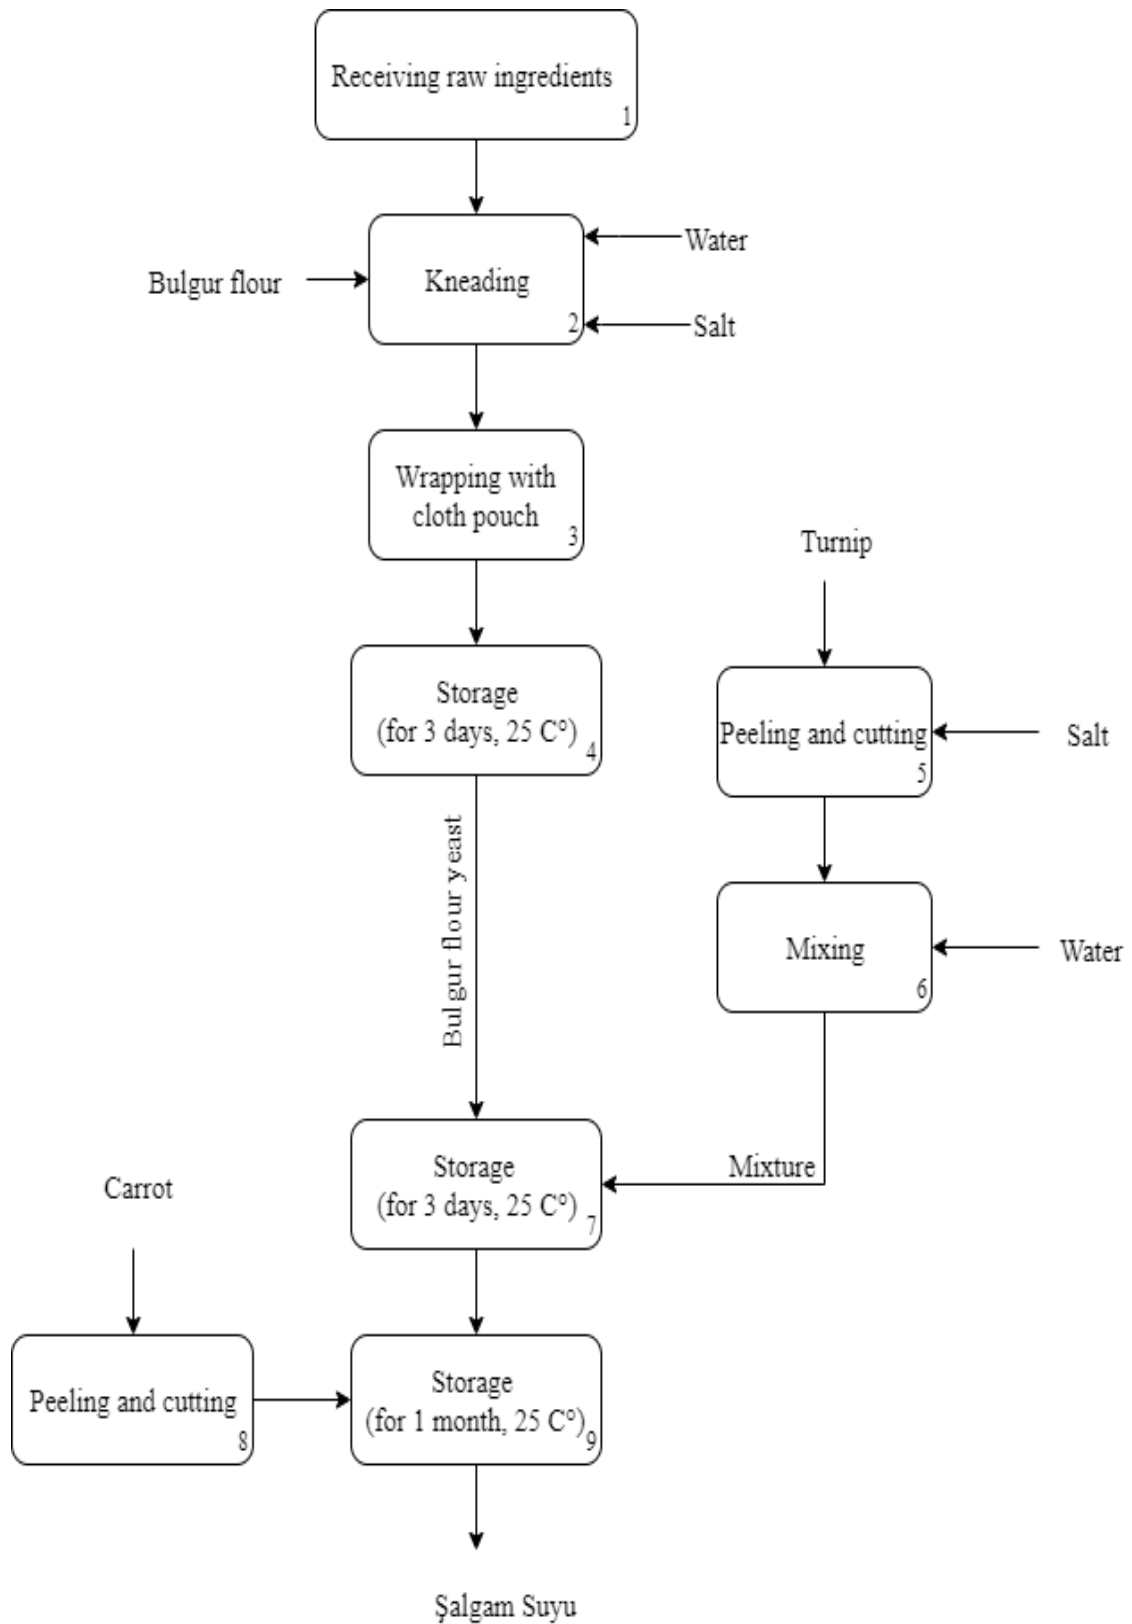 Receiving raw ingredients
1
Water
Bulgur flour
Kneading
2
Salt
Wrapping with
cloth pouch
3
Turnip
Storage
(for 3 days, 25 C°)
4
Peeling and cutting
5
Salt
Bulgur flour yeast
Mixing
6
Water
Storage
(for 3 days, 25 C°)
7
Mixture
Carrot
Peeling and cutting
8
Storage
(for 1 month, 25 C°)
9
Şalgam Suyu